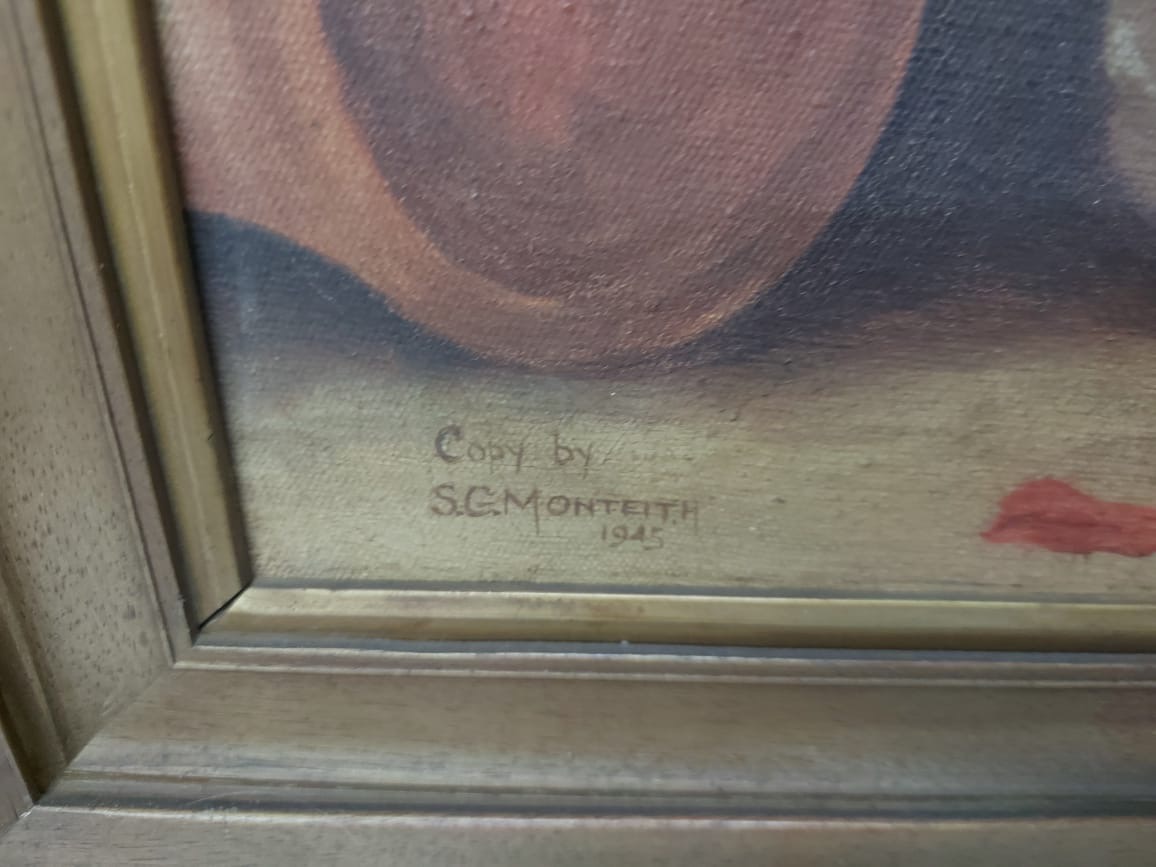 Copy by
S.G. MONTEITH
1945